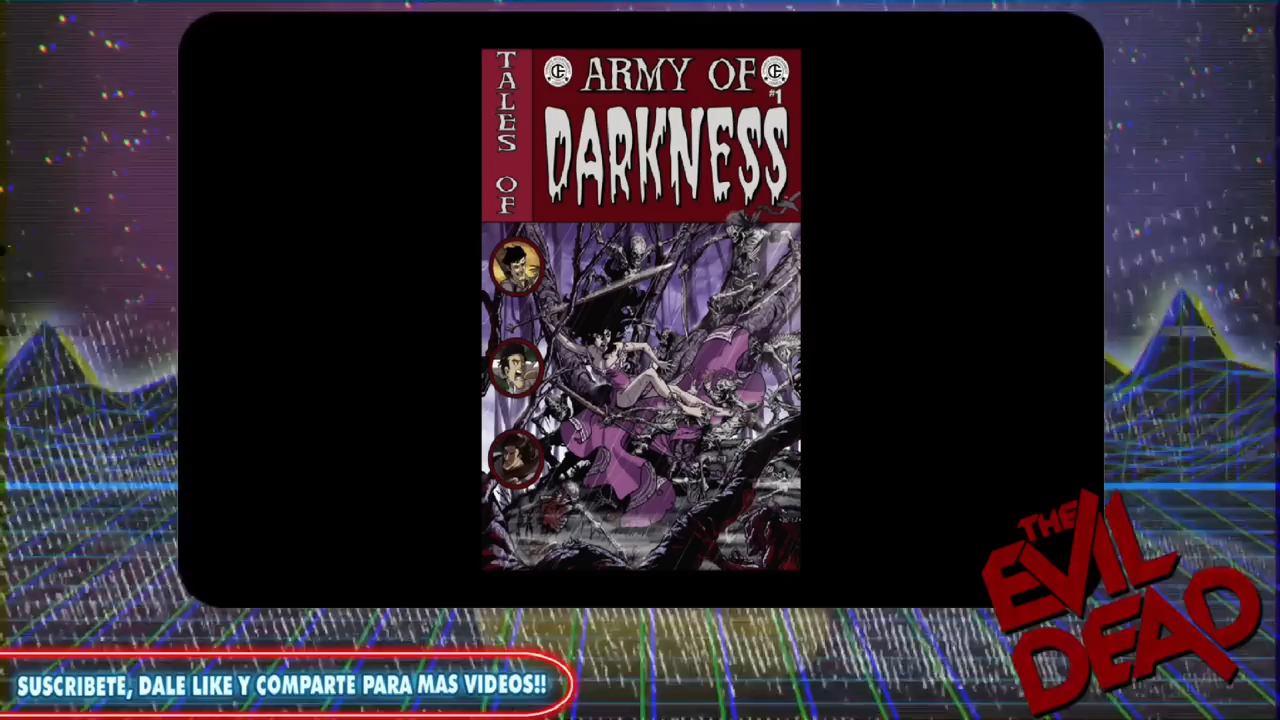 TALES OF
ARMY OF
#1
DARKNESS
THE
EVIL
DEAD
SUSCRIBETE, DALE LIKE Y COMPARTE PARA MAS VIDEOS!!